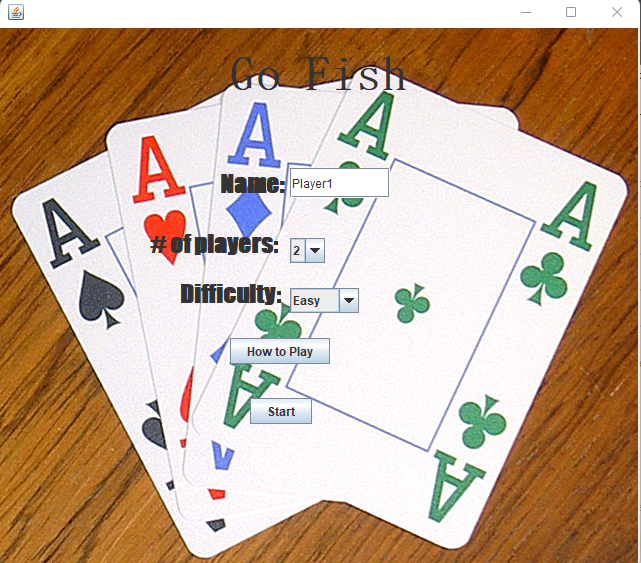 Go Fish
A A A A A
Name: Player1
# of players: 2
Difficulty: Easy
How to Play
Start
A
A